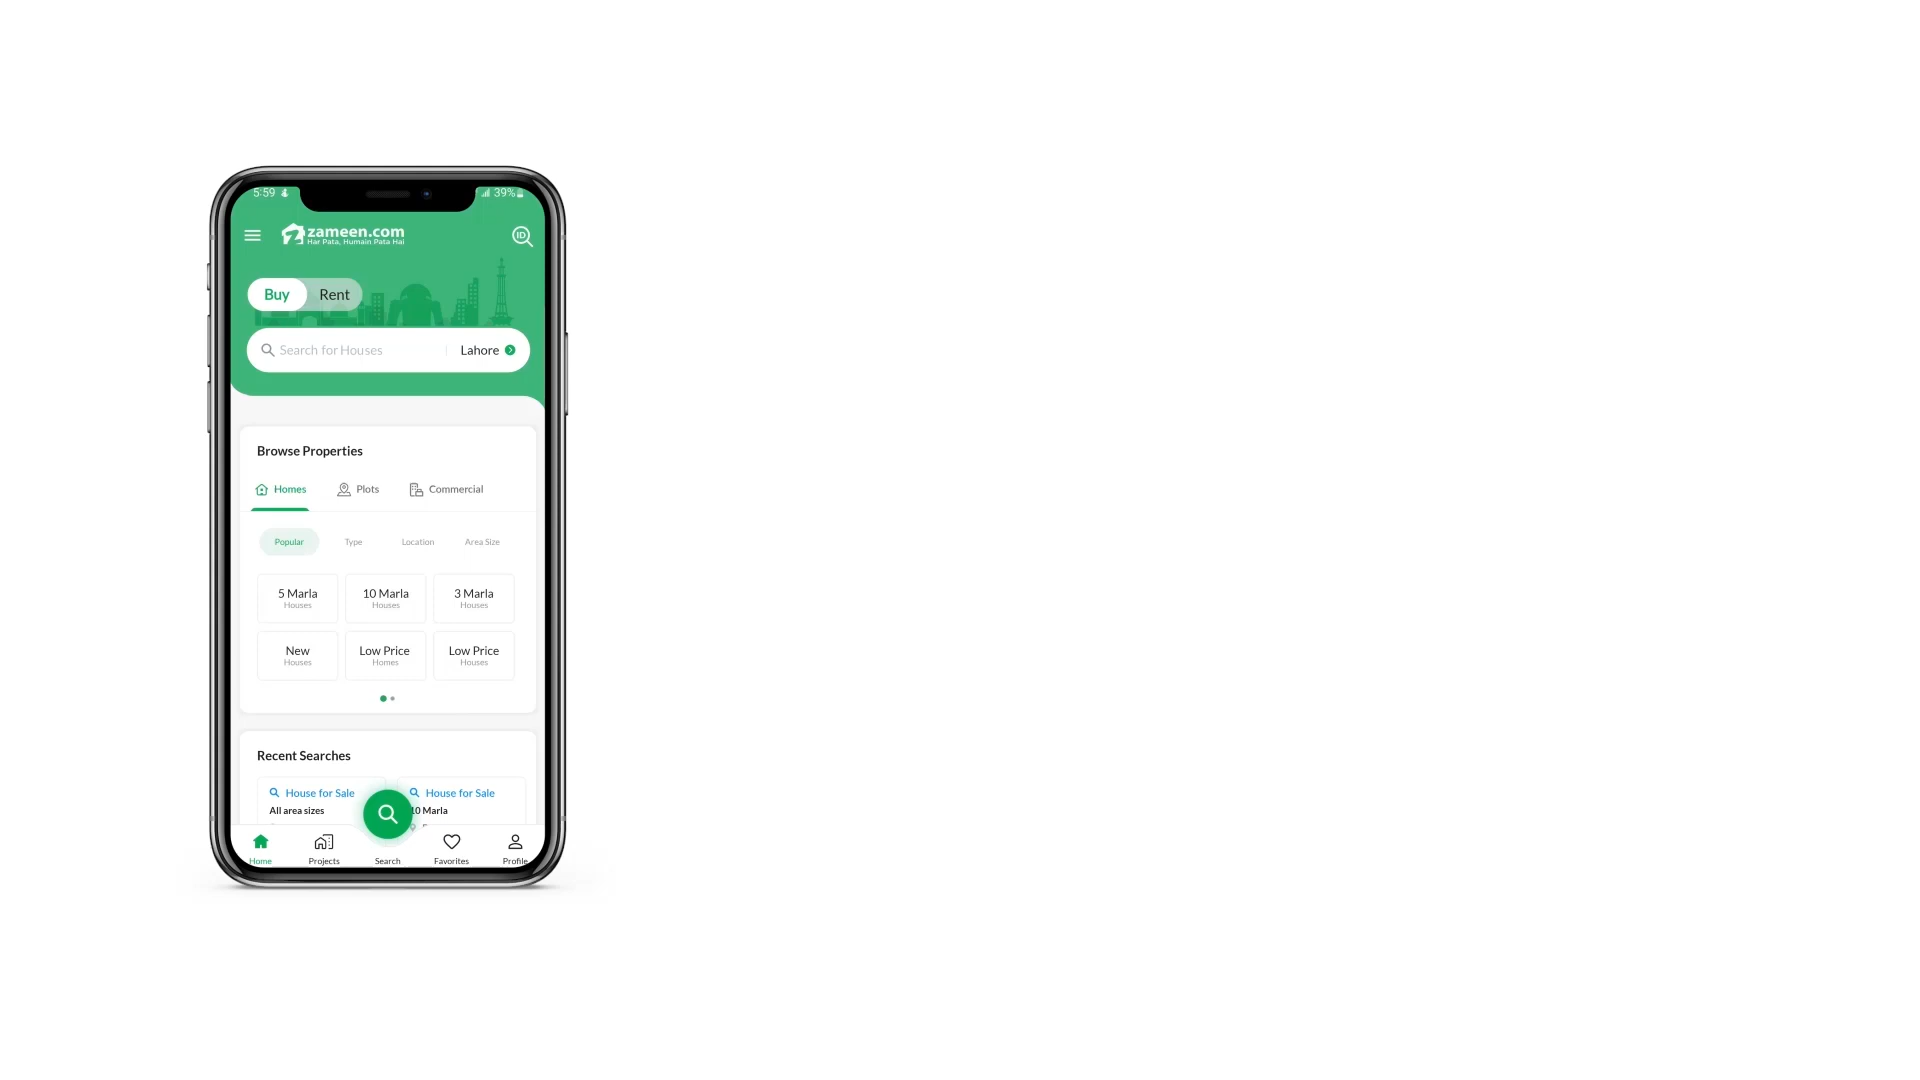 5:59
39%
zameen.com
Har Pata, Humain Pata Hai
ID
Buy
Rent
Search for Houses
Lahore
Browse Properties
Homes
Plots
Commercial
Popular
Type
Location
Area Size
5 Marla
Houses
10 Marla
Houses
3 Marla
Houses
New
Houses
Low Price
Homes
Low Price
Houses
Recent Searches
House for Sale
All area sizes
House for Sale
10 Marla
Home
Projects
Search
Favorites
Profile